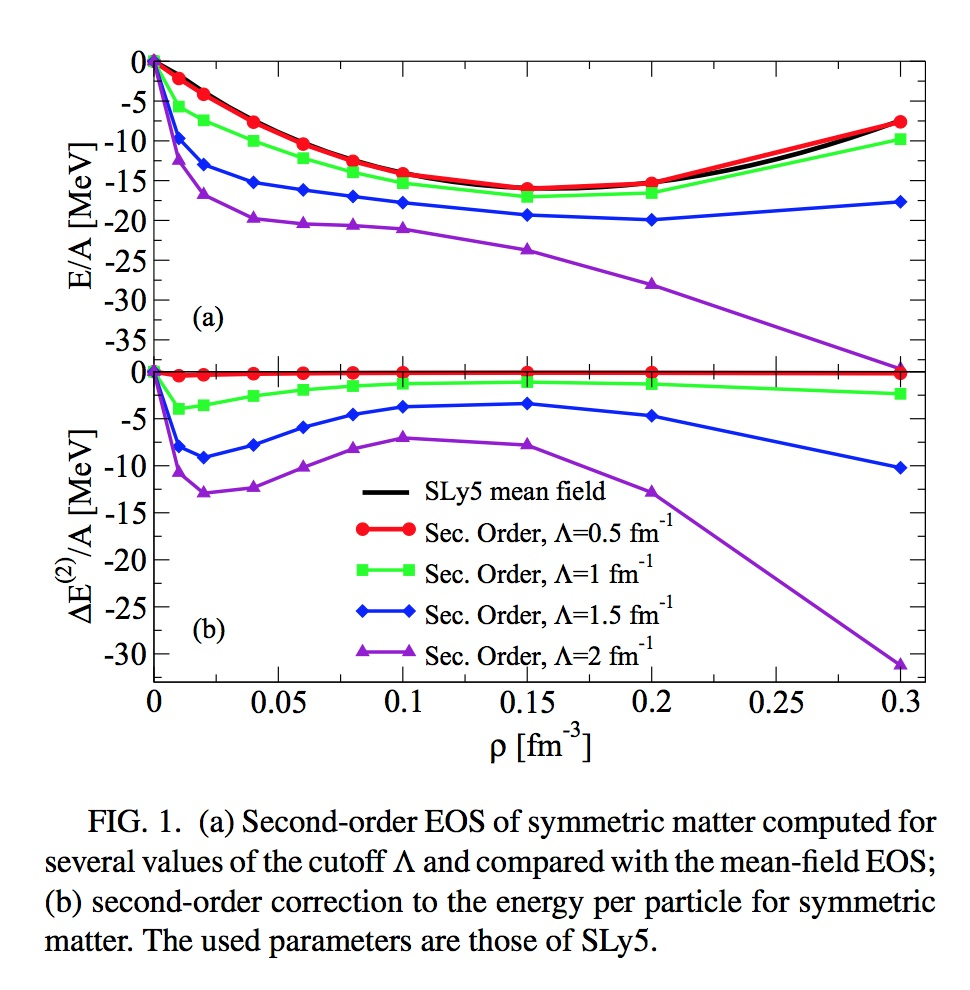 0
-5
-10
-15
-20
-25
-30
-35
E/A [MeV]
(a)
0
-5
-10
-15
-20
-25
-30
ΔE(2)/A [MeV]
SLy5 mean field
Sec. Order, Λ=0.5 fm-1
Sec. Order, Λ=1 fm-1
Sec. Order, Λ=1.5 fm-1
Sec. Order, Λ=2 fm-1
(b)
0 0.05 0.1 0.15 0.2 0.25 0.3
ρ [fm-3]
FIG. 1. (a) Second-order EOS of symmetric matter computed for
several values of the cutoff Λ and compared with the mean-field EOS;
(b) second-order correction to the energy per particle for symmetric
matter. The used parameters are those of SLy5.